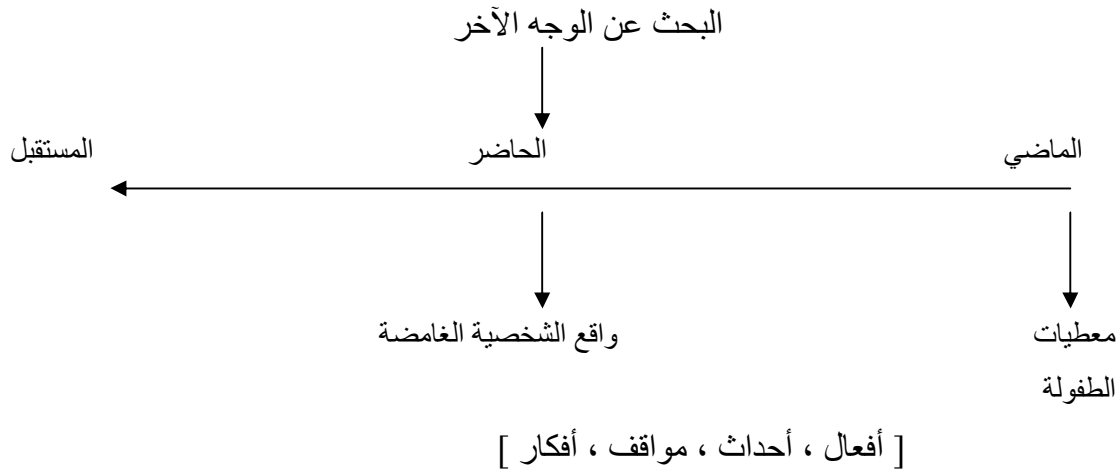 البحث عن الوجه الآخر
الماضي الحاضر المستقبل
معطيات واقع الشخصية الغامضة
الطفولة
[ أفعال ، أحداث ، مواقف ، أفكار ]